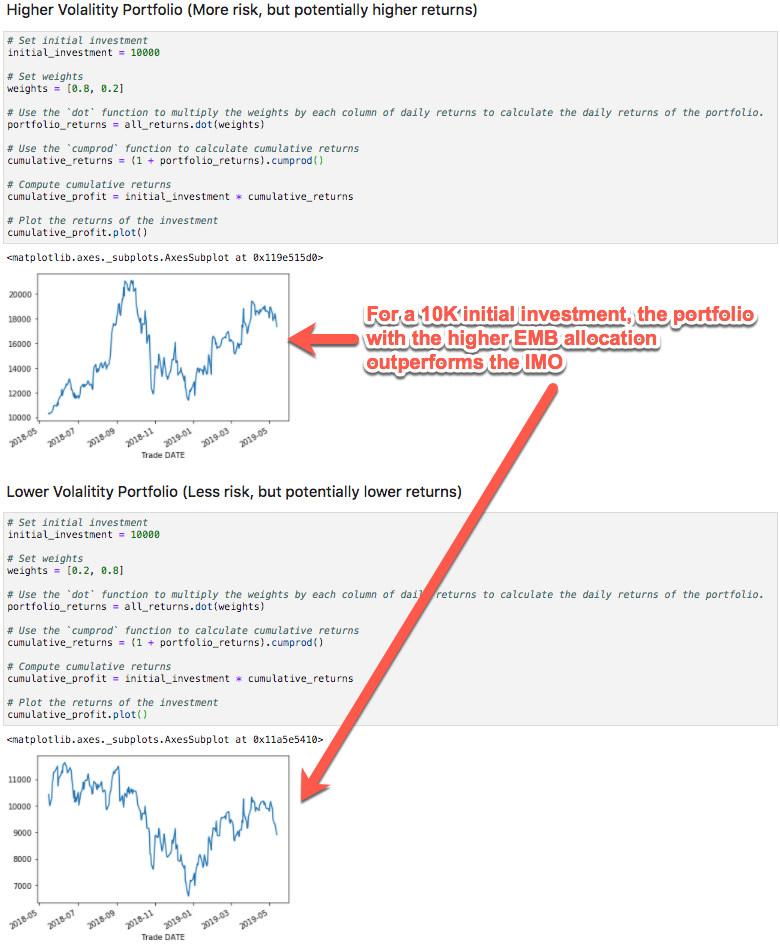 Higher Volalitity Portfolio (More risk, but potentially higher returns)
# Set initial investment
initial_investment = 10000
# Set weights
weights = [0.8, 0.2]
# Use the `dot` function to multiply the weights by each column of daily returns to calculate the daily returns of the portfolio.
portfolio_returns = all_returns.dot(weights)
# Use the `cumprod` function to calculate cumulative returns
cumulative_returns = (1 + portfolio_returns).cumprod()
# Compute cumulative returns
cumulative_profit = initial_investment * cumulative_returns
# Plot the returns of the investment
cumulative_profit.plot()
<matplotlib.axes._subplots.AxesSubplot at 0x119e515d0>
20000
18000
16000
14000
12000
10000
2018-05
2018-07
2018-09
2018-11
2019-01
2019-03
2019-05
Trade DATE
For a 10K initial investment, the portfolio
with the higher EMB allocation
outperforms the IMO
Lower Volalitity Portfolio (Less risk, but potentially lower returns)
# Set initial investment
initial_investment = 10000
# Set weights
weights = [0.2, 0.8]
# Use the `dot` function to multiply the weights by each column of daily returns to calculate the daily returns of the portfolio.
portfolio_returns = all_returns.dot(weights)
# Use the `cumprod` function to calculate cumulative returns
cumulative_returns = (1 + portfolio_returns).cumprod()
# Compute cumulative returns
cumulative_profit = initial_investment * cumulative_returns
# Plot the returns of the investment
cumulative_profit.plot()
<matplotlib.axes._subplots.AxesSubplot at 0x11a5e5410>
11000
10000
9000
8000
7000
2018-05
2018-07
2018-09
2018-11
2019-01
2019-03
2019-05
Trade DATE